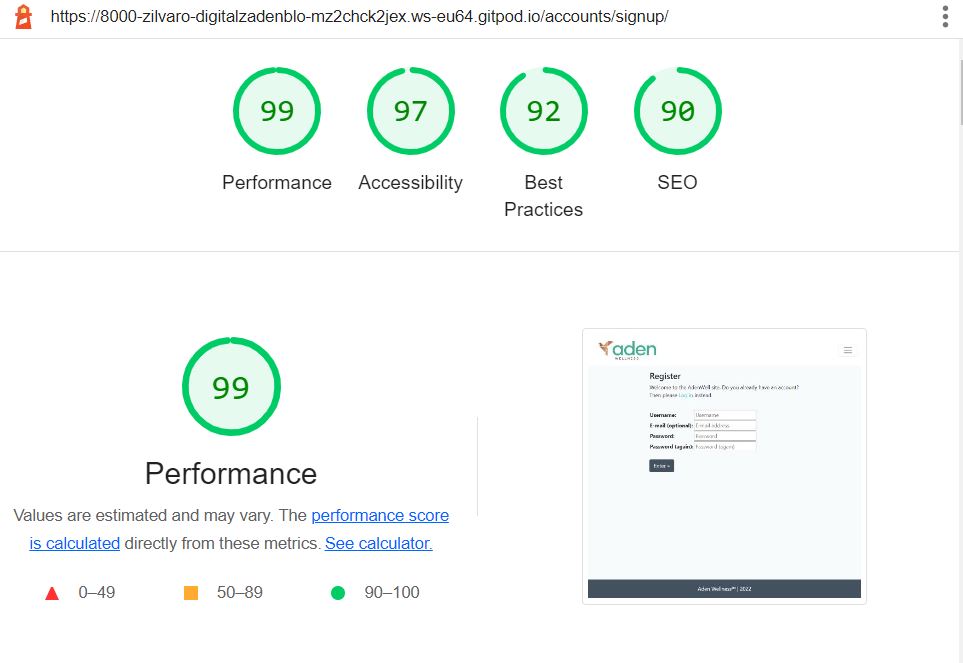 https://8000-zilvaro-digitalzadenblo-mz2chck2jex.ws-eu64.gitpod.io/accounts/signup/
99
97
92
90
Performance
Accessibility
Best
Practices
SEO
99
Performance
Values are estimated and may vary. The performance score
is calculated directly from these metrics. See calculator.
0–49
50–89
90–100
aden
WELLNESS
Register
Welcome to the AdenWell site. Do you already have an account?
Then please Log in instead.
Username:
Username
E-mail (optional):
E-mail address
Password:
Password
Password (again):
Password (again)
Enter »
Aden Wellness™ | 2022